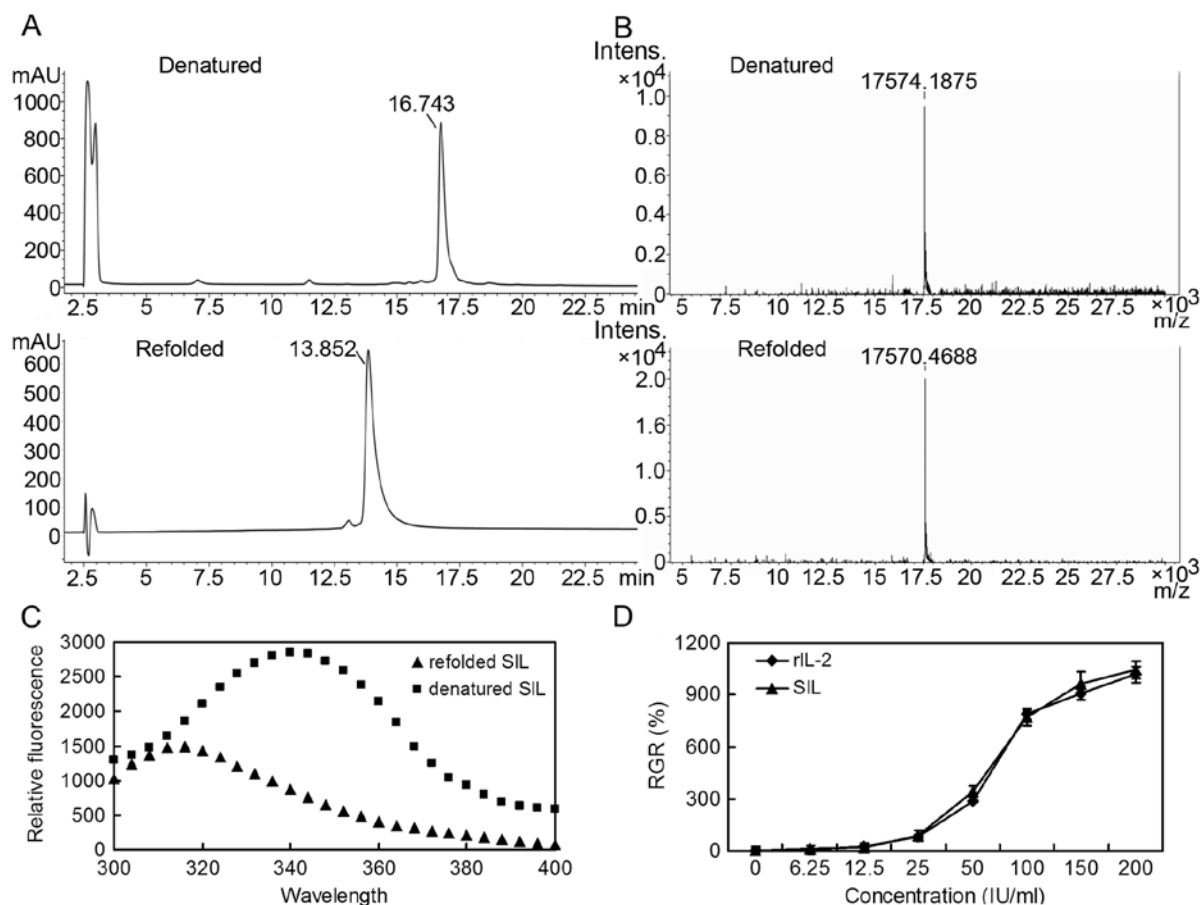 A
mAU
Denatured
16.743
1000
800
600
400
200
0
2.5 5 7.5 10 12.5 15 17.5 20 22.5 min
mAU
Refolded
13.852
600
500
400
300
200
100
0
2.5 5 7.5 10 12.5 15 17.5 20 22.5 min
B
Intens.
×10⁴
Denatured
17574.1875
1.0
0.8
0.6
0.4
0.2
0
5 7.5 10 12.5 15 17.5 20 22.5 25 27.5 ×10³
m/z
Intens.
×10⁴
Refolded
17570.4688
2.0
1.6
1.0
0.5
0
5 7.5 10 12.5 15 17.5 20 22.5 25 27.5 ×10³
m/z
C
Relative fluorescence
3000
2500
2000
1500
1000
500
0
refolded SIL
denatured SIL
300 320 340 360 380 400
Wavelength
D
RGR (%)
1200
900
600
300
0
rIL-2
SIL
0 6.25 12.5 25 50 100 150 200
Concentration (IU/ml)